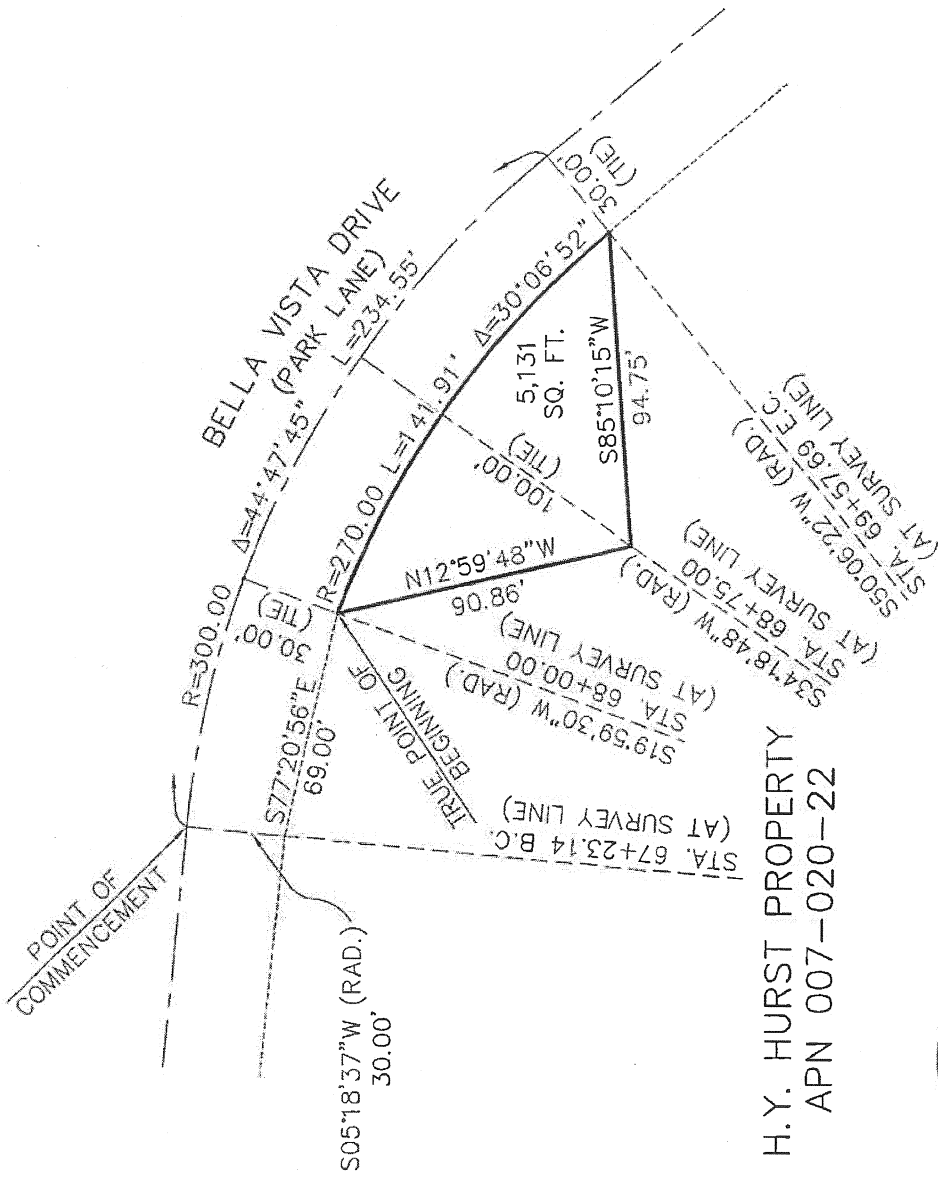 BELLA VISTA DRIVE
(PARK LANE)
R=300.00
Δ=44°47'45"
L=234.55'
POINT OF
COMMENCEMENT
S05°18'37"W (RAD.)
30.00'
S77°20'56"E
69.00'
30.00'
(TIE)
R=270.00
L=141.91'
Δ=30°06'52"
30.00'
(TIE)
TRUE POINT OF
BEGINNING
N12°59'48"W
90.86'
100.00'
(TIE)
5,131
SQ. FT.
S85°10'15"W
94.75'
STA. 67+23.14 B.C.
(AT SURVEY LINE)
S19°59'30"W (RAD.)
STA. 68+00.00
(AT SURVEY LINE)
S34°18'48"W (RAD.)
STA. 68+75.00
(AT SURVEY LINE)
S50°06'22"W (RAD.)
STA. 69+57.69 E.C.
(AT SURVEY LINE)
H.Y. HURST PROPERTY
APN 007-020-22